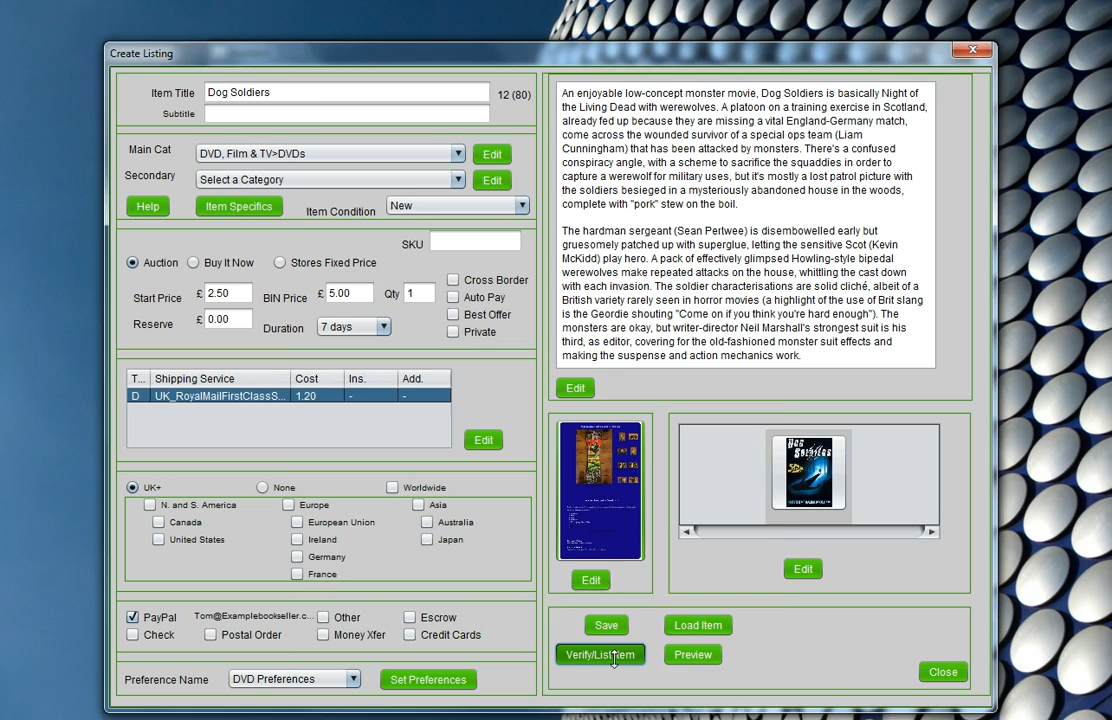 Create Listing
Item Title
Dog Soldiers
12 (80)
Subtitle
Main Cat
DVD, Film & TV>DVDs
Edit
Secondary
Select a Category
Edit
Help
Item Specifics
Item Condition
New
SKU
Auction
Buy It Now
Stores Fixed Price
Cross Border
Start Price £ 2.50
BIN Price £ 5.00
Qty 1
Auto Pay
Reserve £ 0.00
Duration
7 days
Best Offer
Private
T... Shipping Service Cost Ins. Add.
D UK_RoyalMailFirstClassS... 1.20 - -
Edit
UK+
None
Worldwide
N. and S. America
Europe
Asia
Canada
European Union
Australia
United States
Ireland
Japan
Germany
France
PayPal
Tom@Examplebookseller.c...
Other
Escrow
Check
Postal Order
Money Xfer
Credit Cards
Preference Name
DVD Preferences
Set Preferences
An enjoyable low-concept monster movie, Dog Soldiers is basically Night of
the Living Dead with werewolves. A platoon on a training exercise in Scotland,
already fed up because they are missing a vital England-Germany match,
come across the wounded survivor of a special ops team (Liam
Cunningham) that has been attacked by monsters. There's a confused
conspiracy angle, with a scheme to sacrifice the squaddies in order to
capture a werewolf for military uses, but it's mostly a lost patrol picture with
the soldiers besieged in a mysteriously abandoned house in the woods,
complete with "pork" stew on the boil.
The hardman sergeant (Sean Pertwee) is disembowelled early but
gruesomely patched up with superglue, letting the sensitive Scot (Kevin
McKidd) play hero. A pack of effectively glimpsed Howling-style bipedal
werewolves make repeated attacks on the house, whittling the cast down
with each invasion. The soldier characterisations are solid cliché, albeit of a
British variety rarely seen in horror movies (a highlight of the use of Brit slang
is the Geordie shouting "Come on if you think you're hard enough"). The
monsters are okay, but writer-director Neil Marshall's strongest suit is his
third, as editor, covering for the old-fashioned monster suit effects and
making the suspense and action mechanics work.
Edit
Dog
Soldiers
Edit
Edit
Save
Load Item
Verify/List Item
Preview
Close